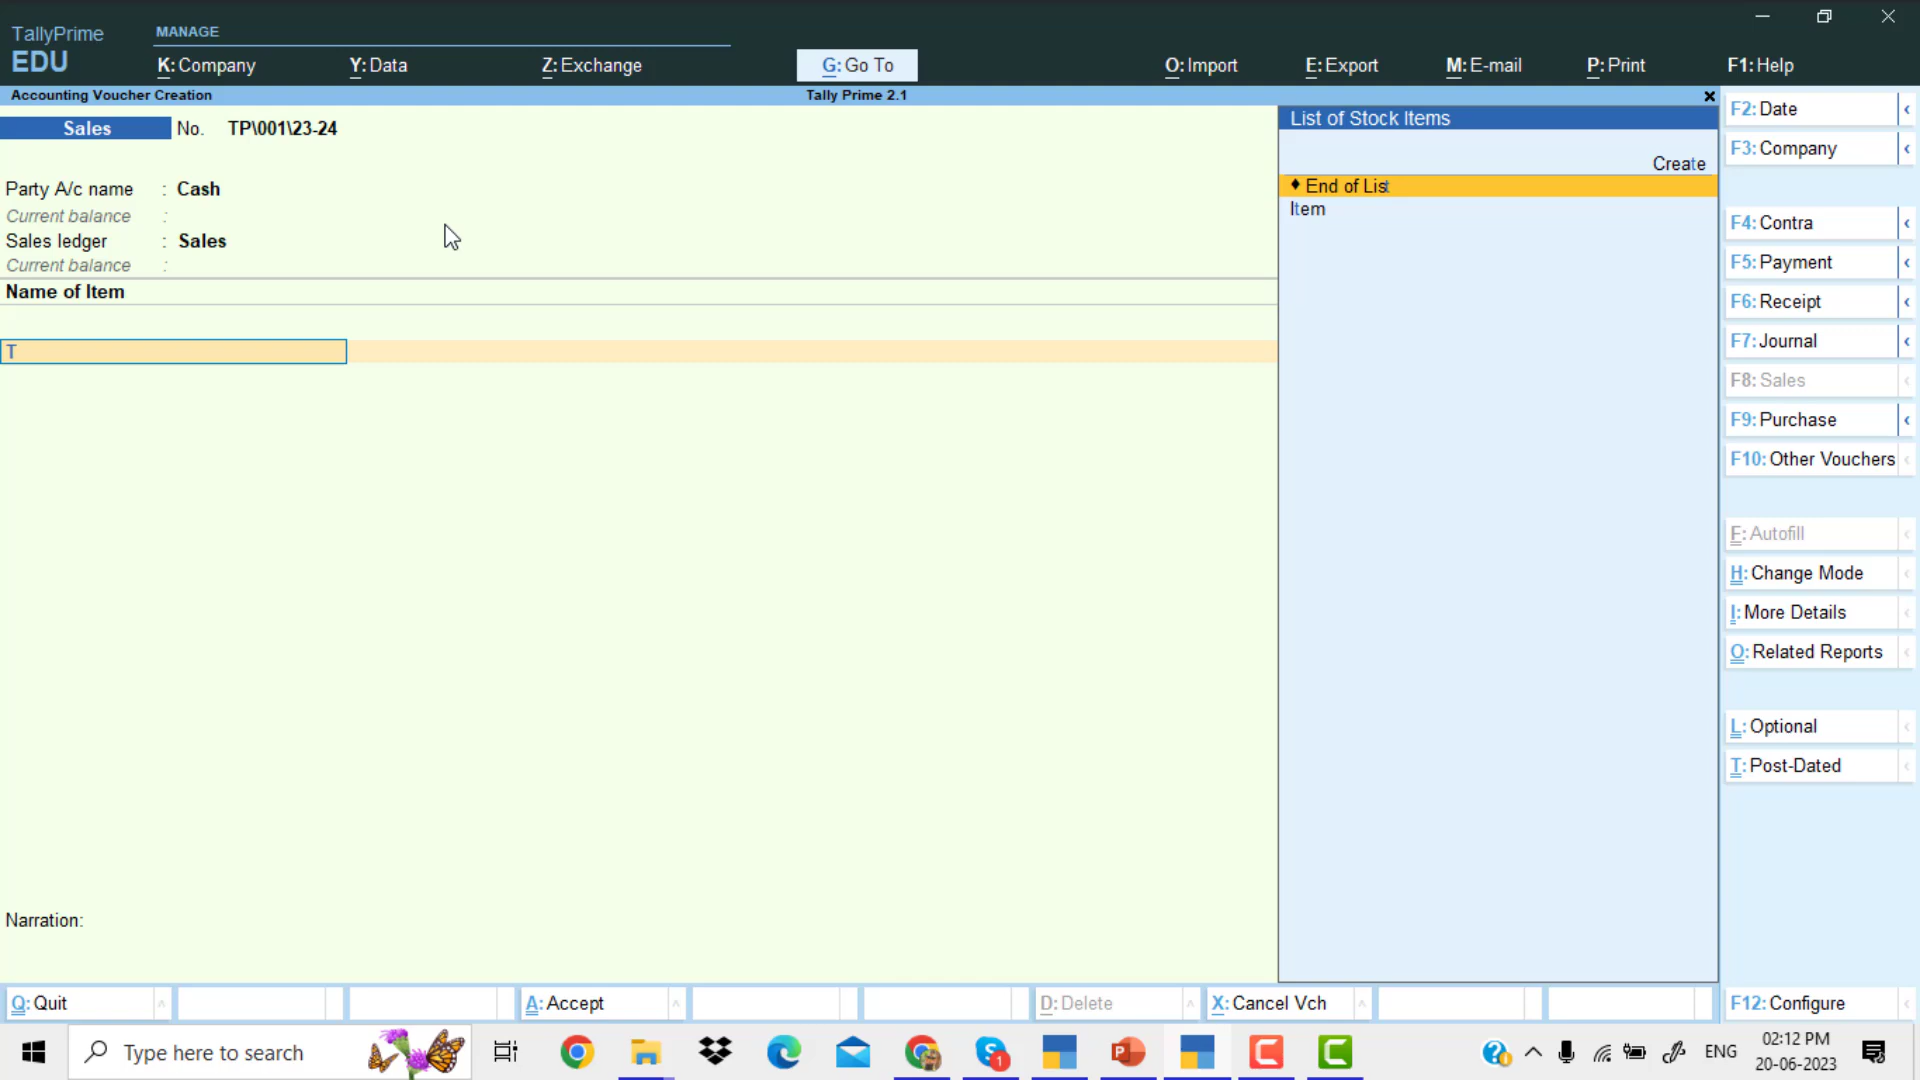 TallyPrime
EDU
MANAGE
K: Company
Y: Data
Z: Exchange
G: Go To
O: Import
E: Export
M: E-mail
P: Print
F1: Help
Accounting Voucher Creation
Tally Prime 2.1
Sales No. TP\001\23-24
Party A/c name : Cash
Current balance :
Sales ledger : Sales
Current balance :
Name of Item
T
Narration:
List of Stock Items
Create
♦ End of List
Item
F2: Date
F3: Company
F4: Contra
F5: Payment
F6: Receipt
F7: Journal
F8: Sales
F9: Purchase
F10: Other Vouchers
F: Autofill
H: Change Mode
I: More Details
O: Related Reports
L: Optional
T: Post-Dated
Q: Quit
A: Accept
D: Delete
X: Cancel Vch
F12: Configure
Type here to search
1
ENG
02:12 PM
20-06-2023